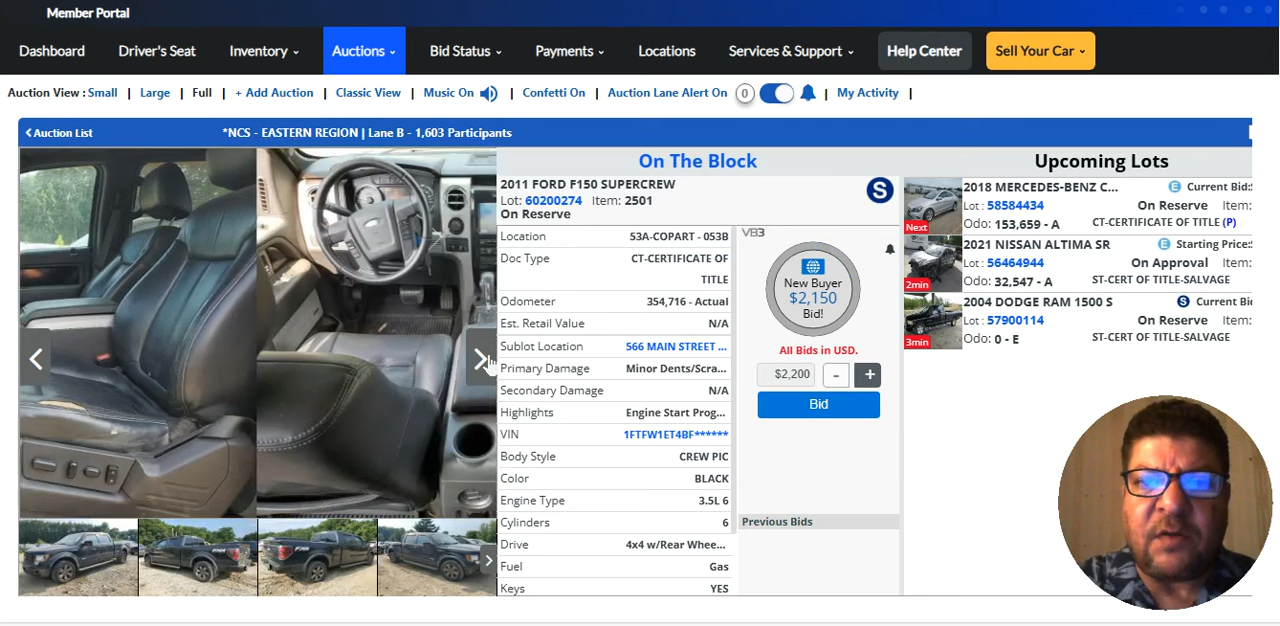 Member Portal
Dashboard Driver's Seat Inventory Auctions Bid Status Payments Locations Services & Support Help Center Sell Your Car
Auction View : Small | Large | Full | + Add Auction | Classic View | Music On | Confetti On | Auction Lane Alert On 0 | My Activity |
Auction List *NCS - EASTERN REGION | Lane B - 1,603 Participants
On The Block
2011 FORD F150 SUPERCREW
Lot: 60200274 Item: 2501
On Reserve
S
Location 53A-COPART - 053B
Doc Type CT-CERTIFICATE OF
TITLE
Odometer 354,716 - Actual
Est. Retail Value N/A
Sublot Location 566 MAIN STREET ...
Primary Damage Minor Dents/Scra...
Secondary Damage N/A
Highlights Engine Start Prog...
VIN 1FTFW1ET4BF******
Body Style CREW PIC
Color BLACK
Engine Type 3.5L 6
Cylinders 6
Drive 4x4 w/Rear Whee...
Fuel Gas
Keys YES
VB3
New Buyer
$2,150
Bid!
All Bids in USD.
$2,200 - +
Bid
Previous Bids
Upcoming Lots
2018 MERCEDES-BENZ C... E Current Bid:
Lot : 58584434 On Reserve Item:
Next Odo: 153,659 - A CT-CERTIFICATE OF TITLE (P)
2021 NISSAN ALTIMA SR E Starting Price:
Lot : 56464944 On Approval Item:
2min Odo: 32,547 - A ST-CERT OF TITLE-SALVAGE
2004 DODGE RAM 1500 S S Current Bid
Lot : 57900114 On Reserve Item:
3min Odo: 0 - E ST-CERT OF TITLE-SALVAGE